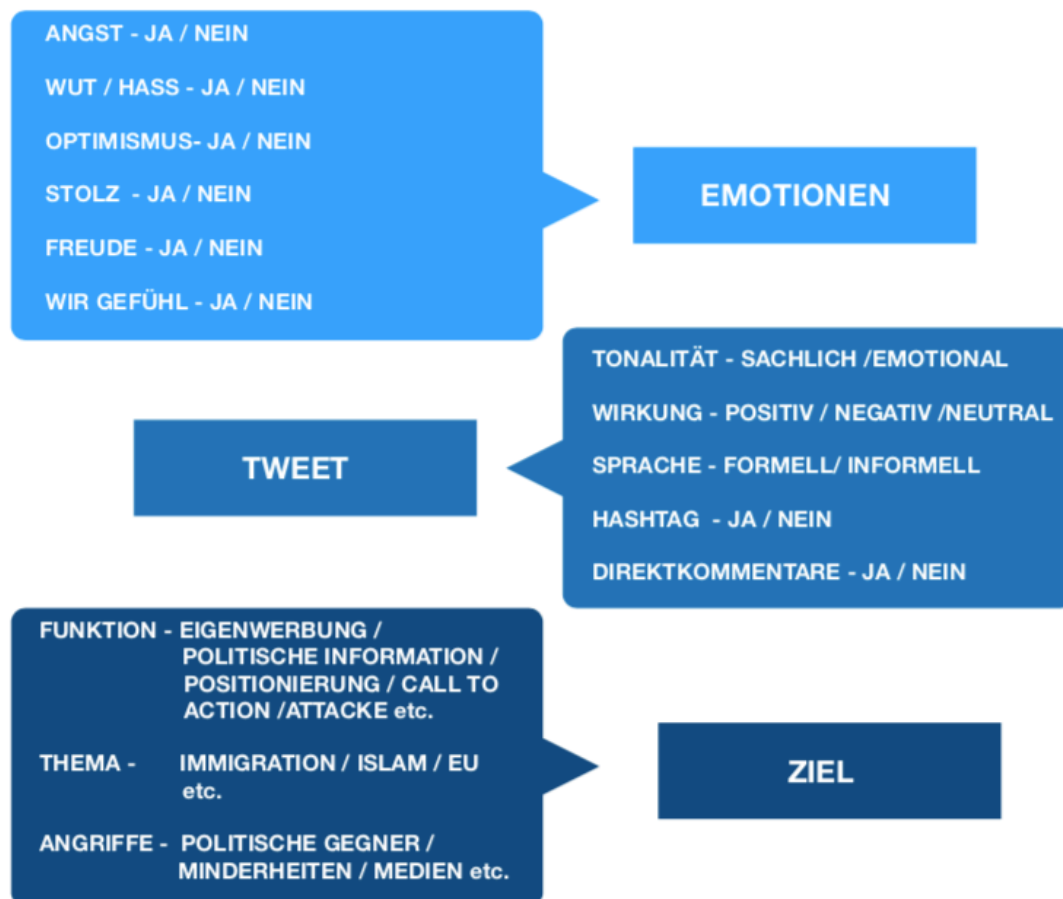 ANGST - JA / NEIN
WUT / HASS - JA / NEIN
OPTIMISMUS- JA / NEIN
STOLZ - JA / NEIN
FREUDE - JA / NEIN
WIR GEFÜHL - JA / NEIN
EMOTIONEN
TONALITÄT - SACHLICH /EMOTIONAL
WIRKUNG - POSITIV / NEGATIV /NEUTRAL
SPRACHE - FORMELL/ INFORMELL
HASHTAG - JA / NEIN
DIREKTKOMMENTARE - JA / NEIN
TWEET
FUNKTION - EIGENWERBUNG /
POLITISCHE INFORMATION /
POSITIONIERUNG / CALL TO
ACTION /ATTACKE etc.
THEMA - IMMIGRATION / ISLAM / EU
etc.
ANGRIFFE - POLITISCHE GEGNER /
MINDERHEITEN / MEDIEN etc.
ZIEL